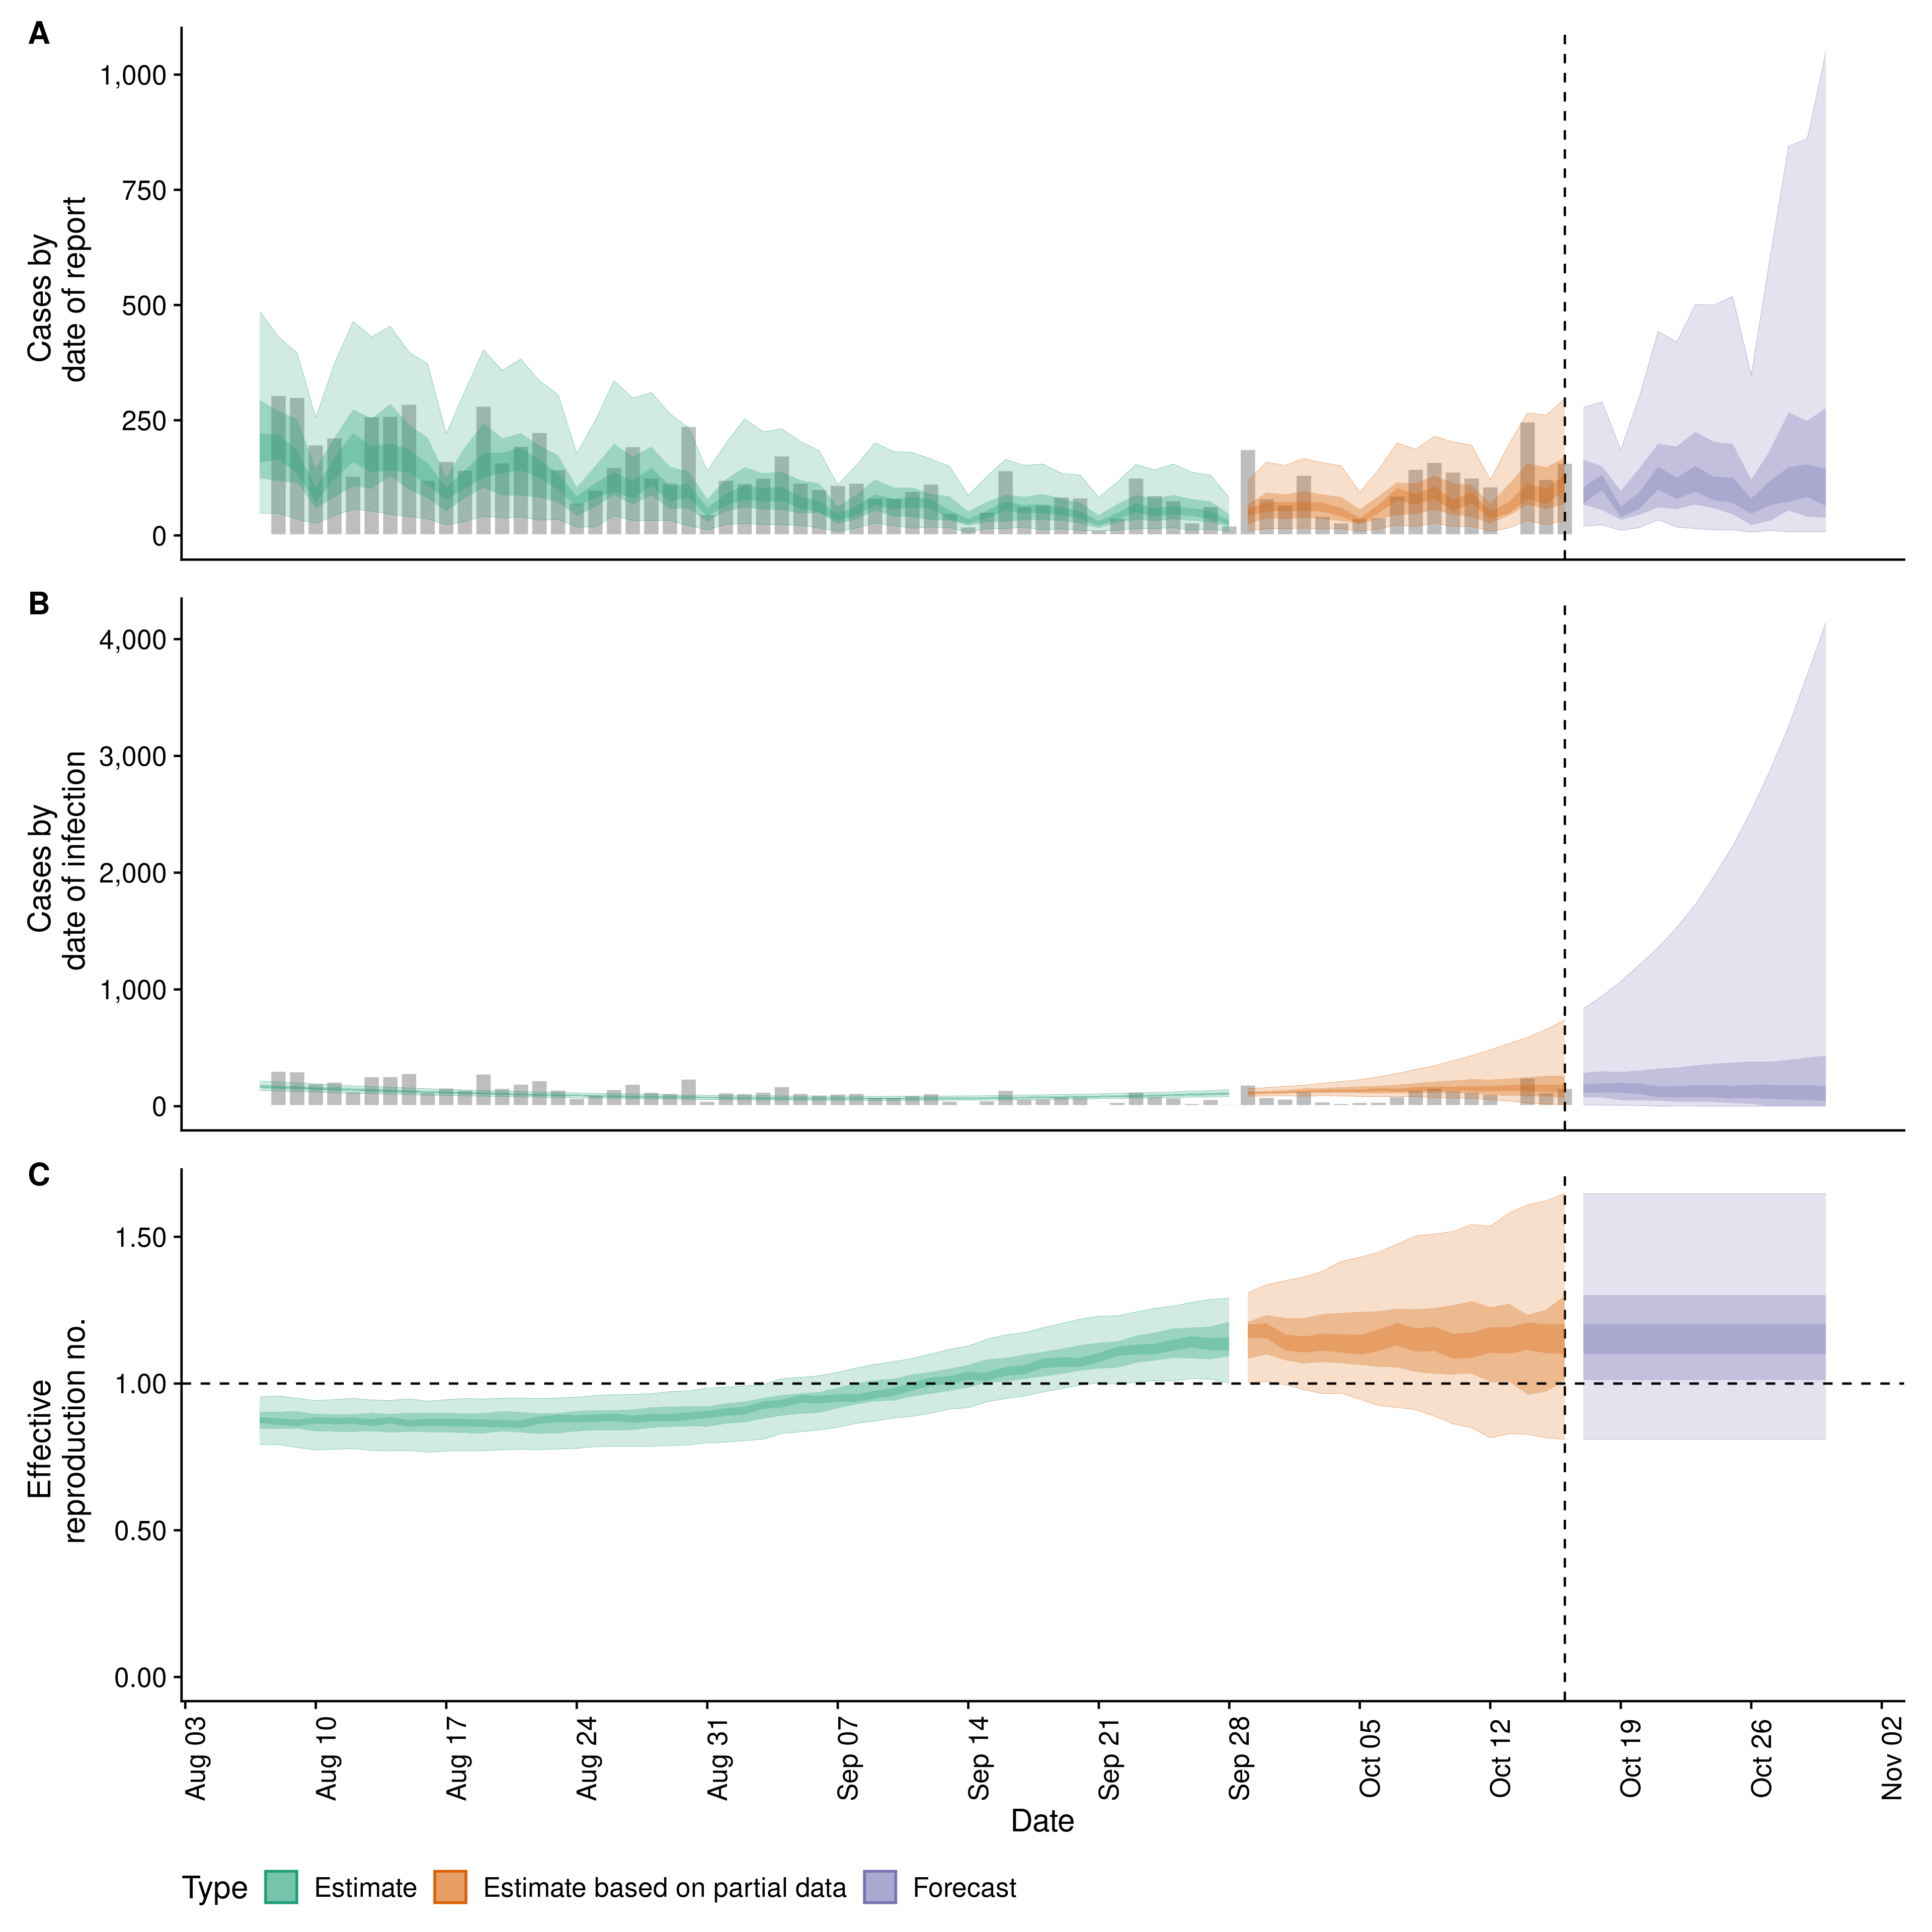 A
Cases by
date of report
1,000
750
500
250
0
B
Cases by
date of infection
4,000
3,000
2,000
1,000
0
C
Effective
reproduction no.
1.50
1.00
0.50
0.00
Aug 03
Aug 10
Aug 17
Aug 24
Aug 31
Sep 07
Sep 14
Sep 21
Sep 28
Oct 05
Oct 12
Oct 19
Oct 26
Nov 02
Date
Type Estimate Estimate based on partial data Forecast